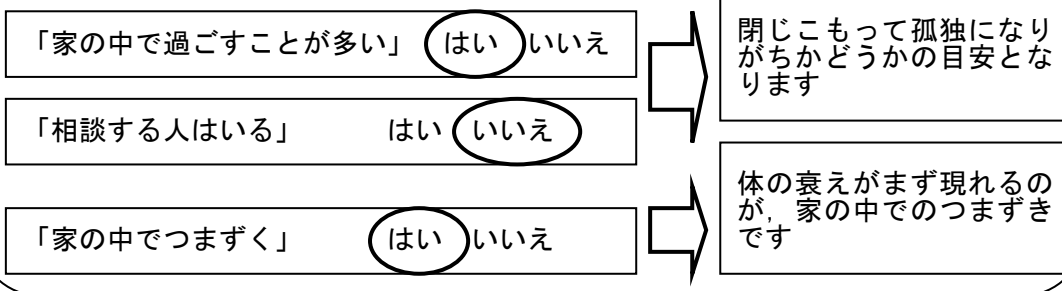 「家の中で過ごすことが多い」 はい いいえ
「相談する人はいる」 はい いいえ
閉じこもって孤独になり
がちかどうかの目安とな
ります
「家の中でつまずく」 はい いいえ
体の衰えがまず現れるの
が，家の中でのつまずき
です